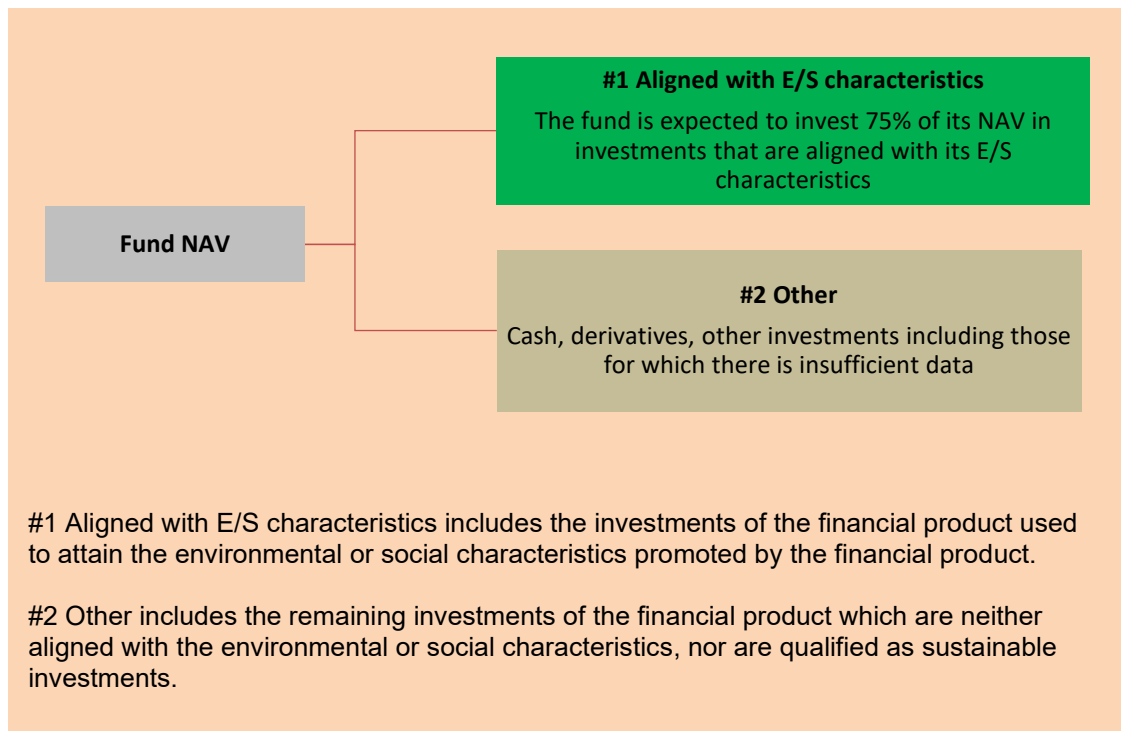 #1 Aligned with E/S characteristics
The fund is expected to invest 75% of its NAV in
investments that are aligned with its E/S
characteristics
Fund NAV
#2 Other
Cash, derivatives, other investments including those
for which there is insufficient data
#1 Aligned with E/S characteristics includes the investments of the financial product used
to attain the environmental or social characteristics promoted by the financial product.
#2 Other includes the remaining investments of the financial product which are neither
aligned with the environmental or social characteristics, nor are qualified as sustainable
investments.